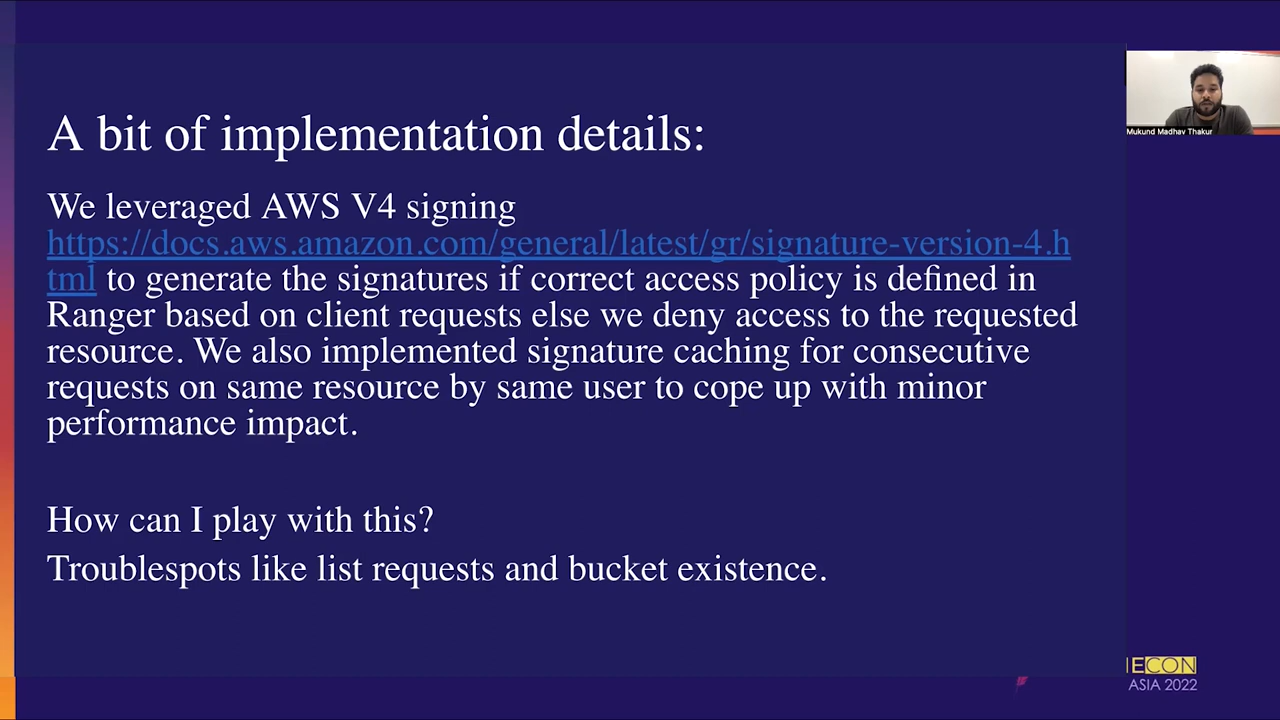 A bit of implementation details:
We leveraged AWS V4 signing
https://docs.aws.amazon.com/general/latest/gr/signature-version-4.h
tml to generate the signatures if correct access policy is defined in
Ranger based on client requests else we deny access to the requested
resource. We also implemented signature caching for consecutive
requests on same resource by same user to cope up with minor
performance impact.
How can I play with this?
Troublespots like list requests and bucket existence.
Mukund Madhav Thakur
ECON
ASIA 2022